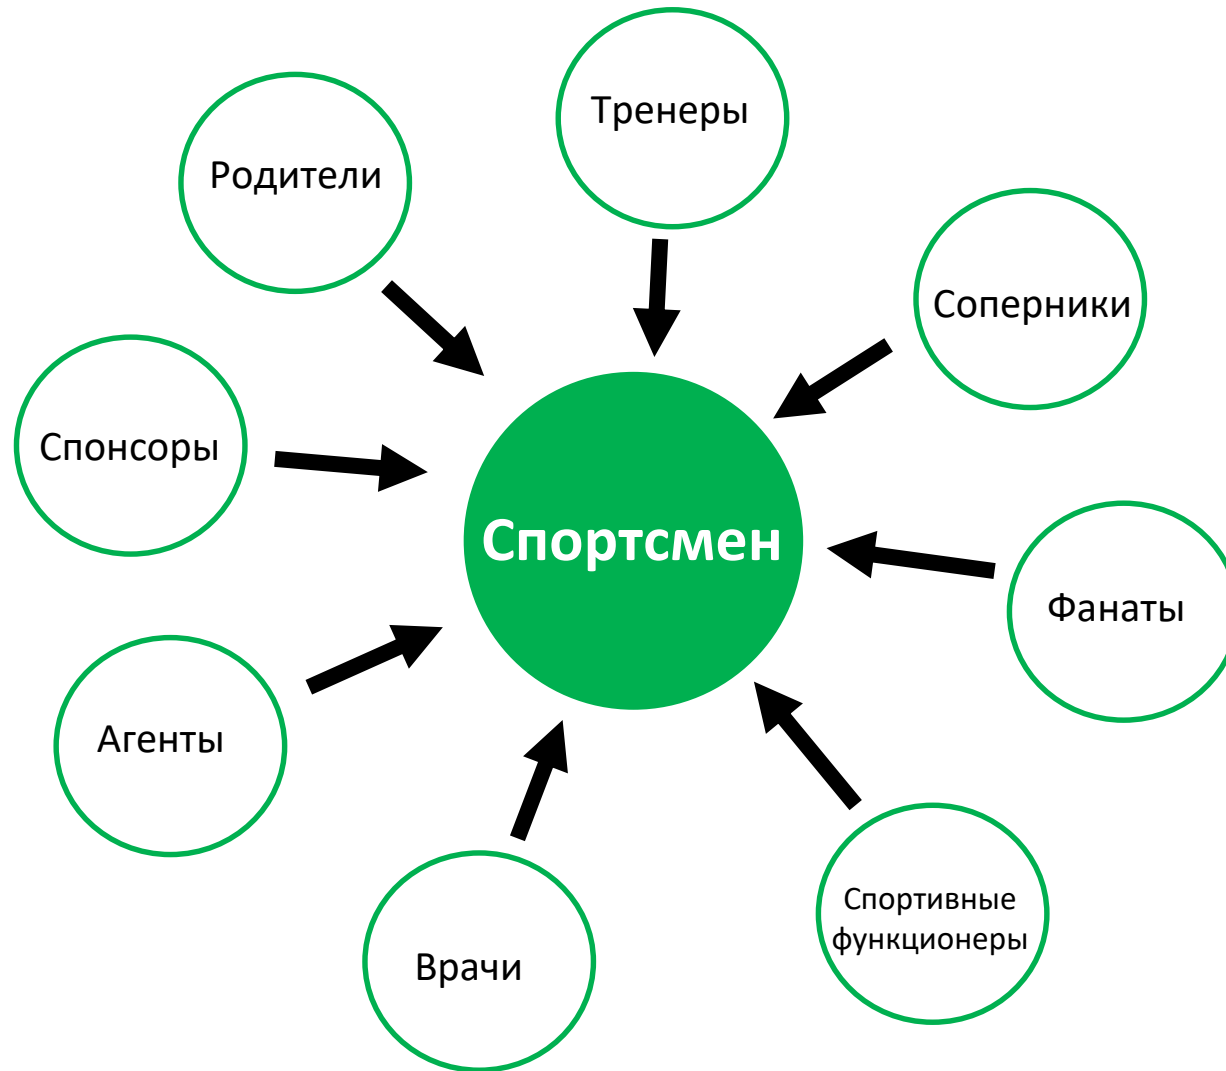 Тренеры
Родители
Соперники
Спонсоры
Спортсмен
Фанаты
Агенты
Спортивные
функционеры
Врачи